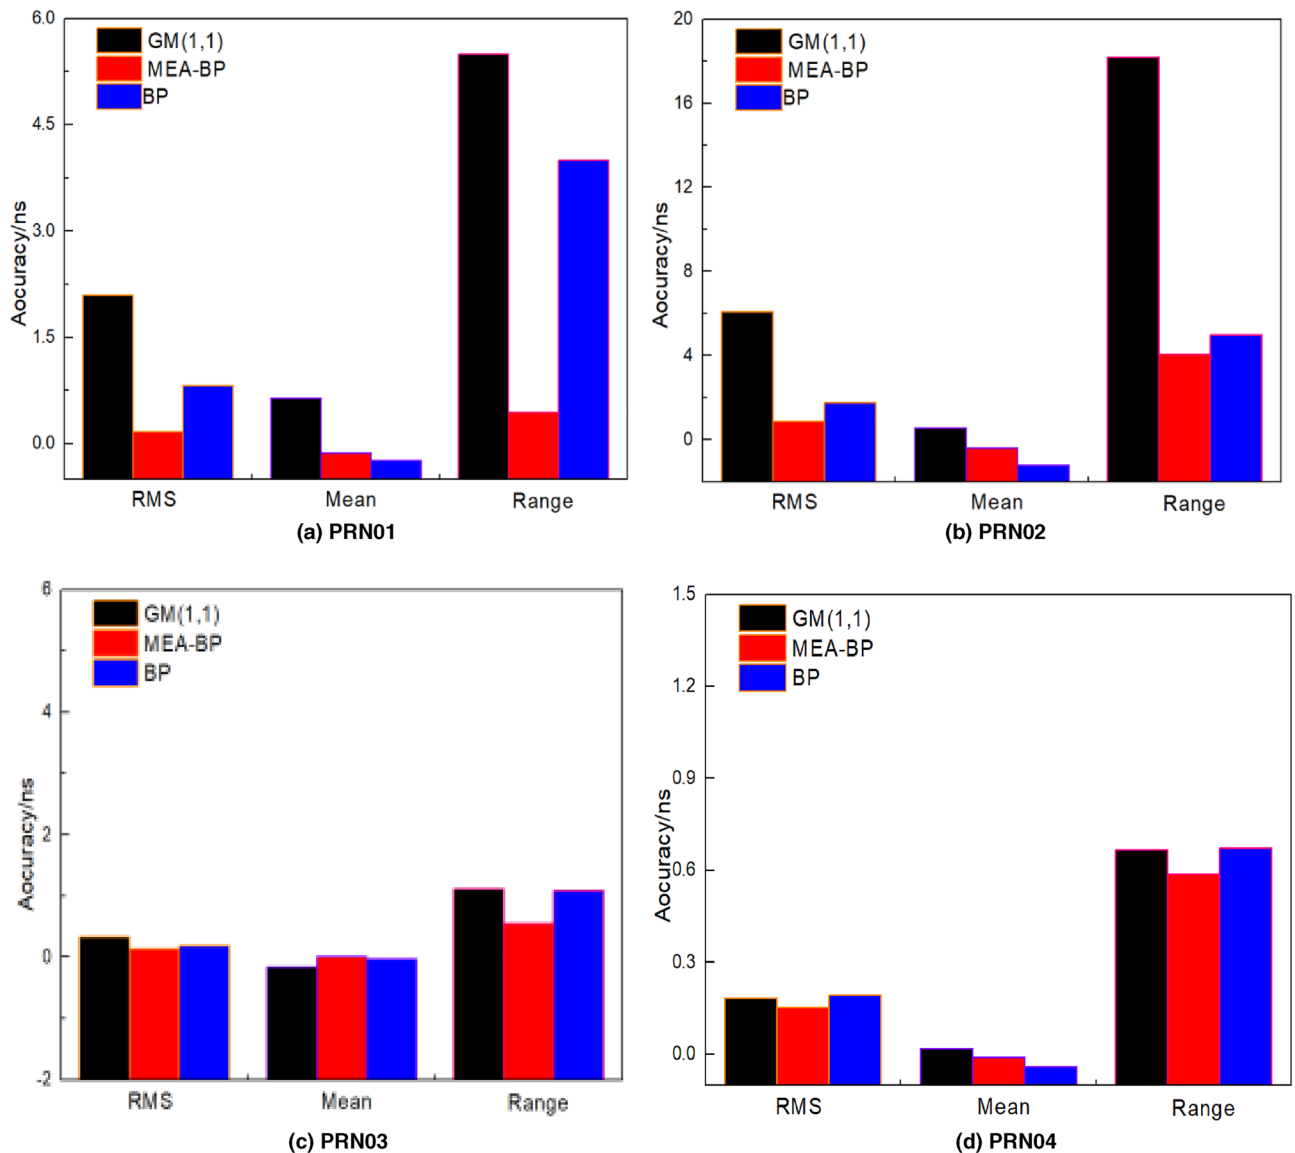 6.0
4.5
3.0
1.5
0.0
Aocuracy/ns
GM(1,1)
MEA-BP
BP
RMS
Mean
Range
(a) PRN01
20
16
12
8
4
0
Aocuracy/ns
GM(1,1)
MEA-BP
BP
RMS
Mean
Range
(b) PRN02
6
4
2
0
-2
Aocuracy/ns
GM(1,1)
MEA-BP
BP
RMS
Mean
Range
(c) PRN03
1.5
1.2
0.9
0.6
0.3
0.0
Aocuracy/ns
GM(1,1)
MEA-BP
BP
RMS
Mean
Range
(d) PRN04